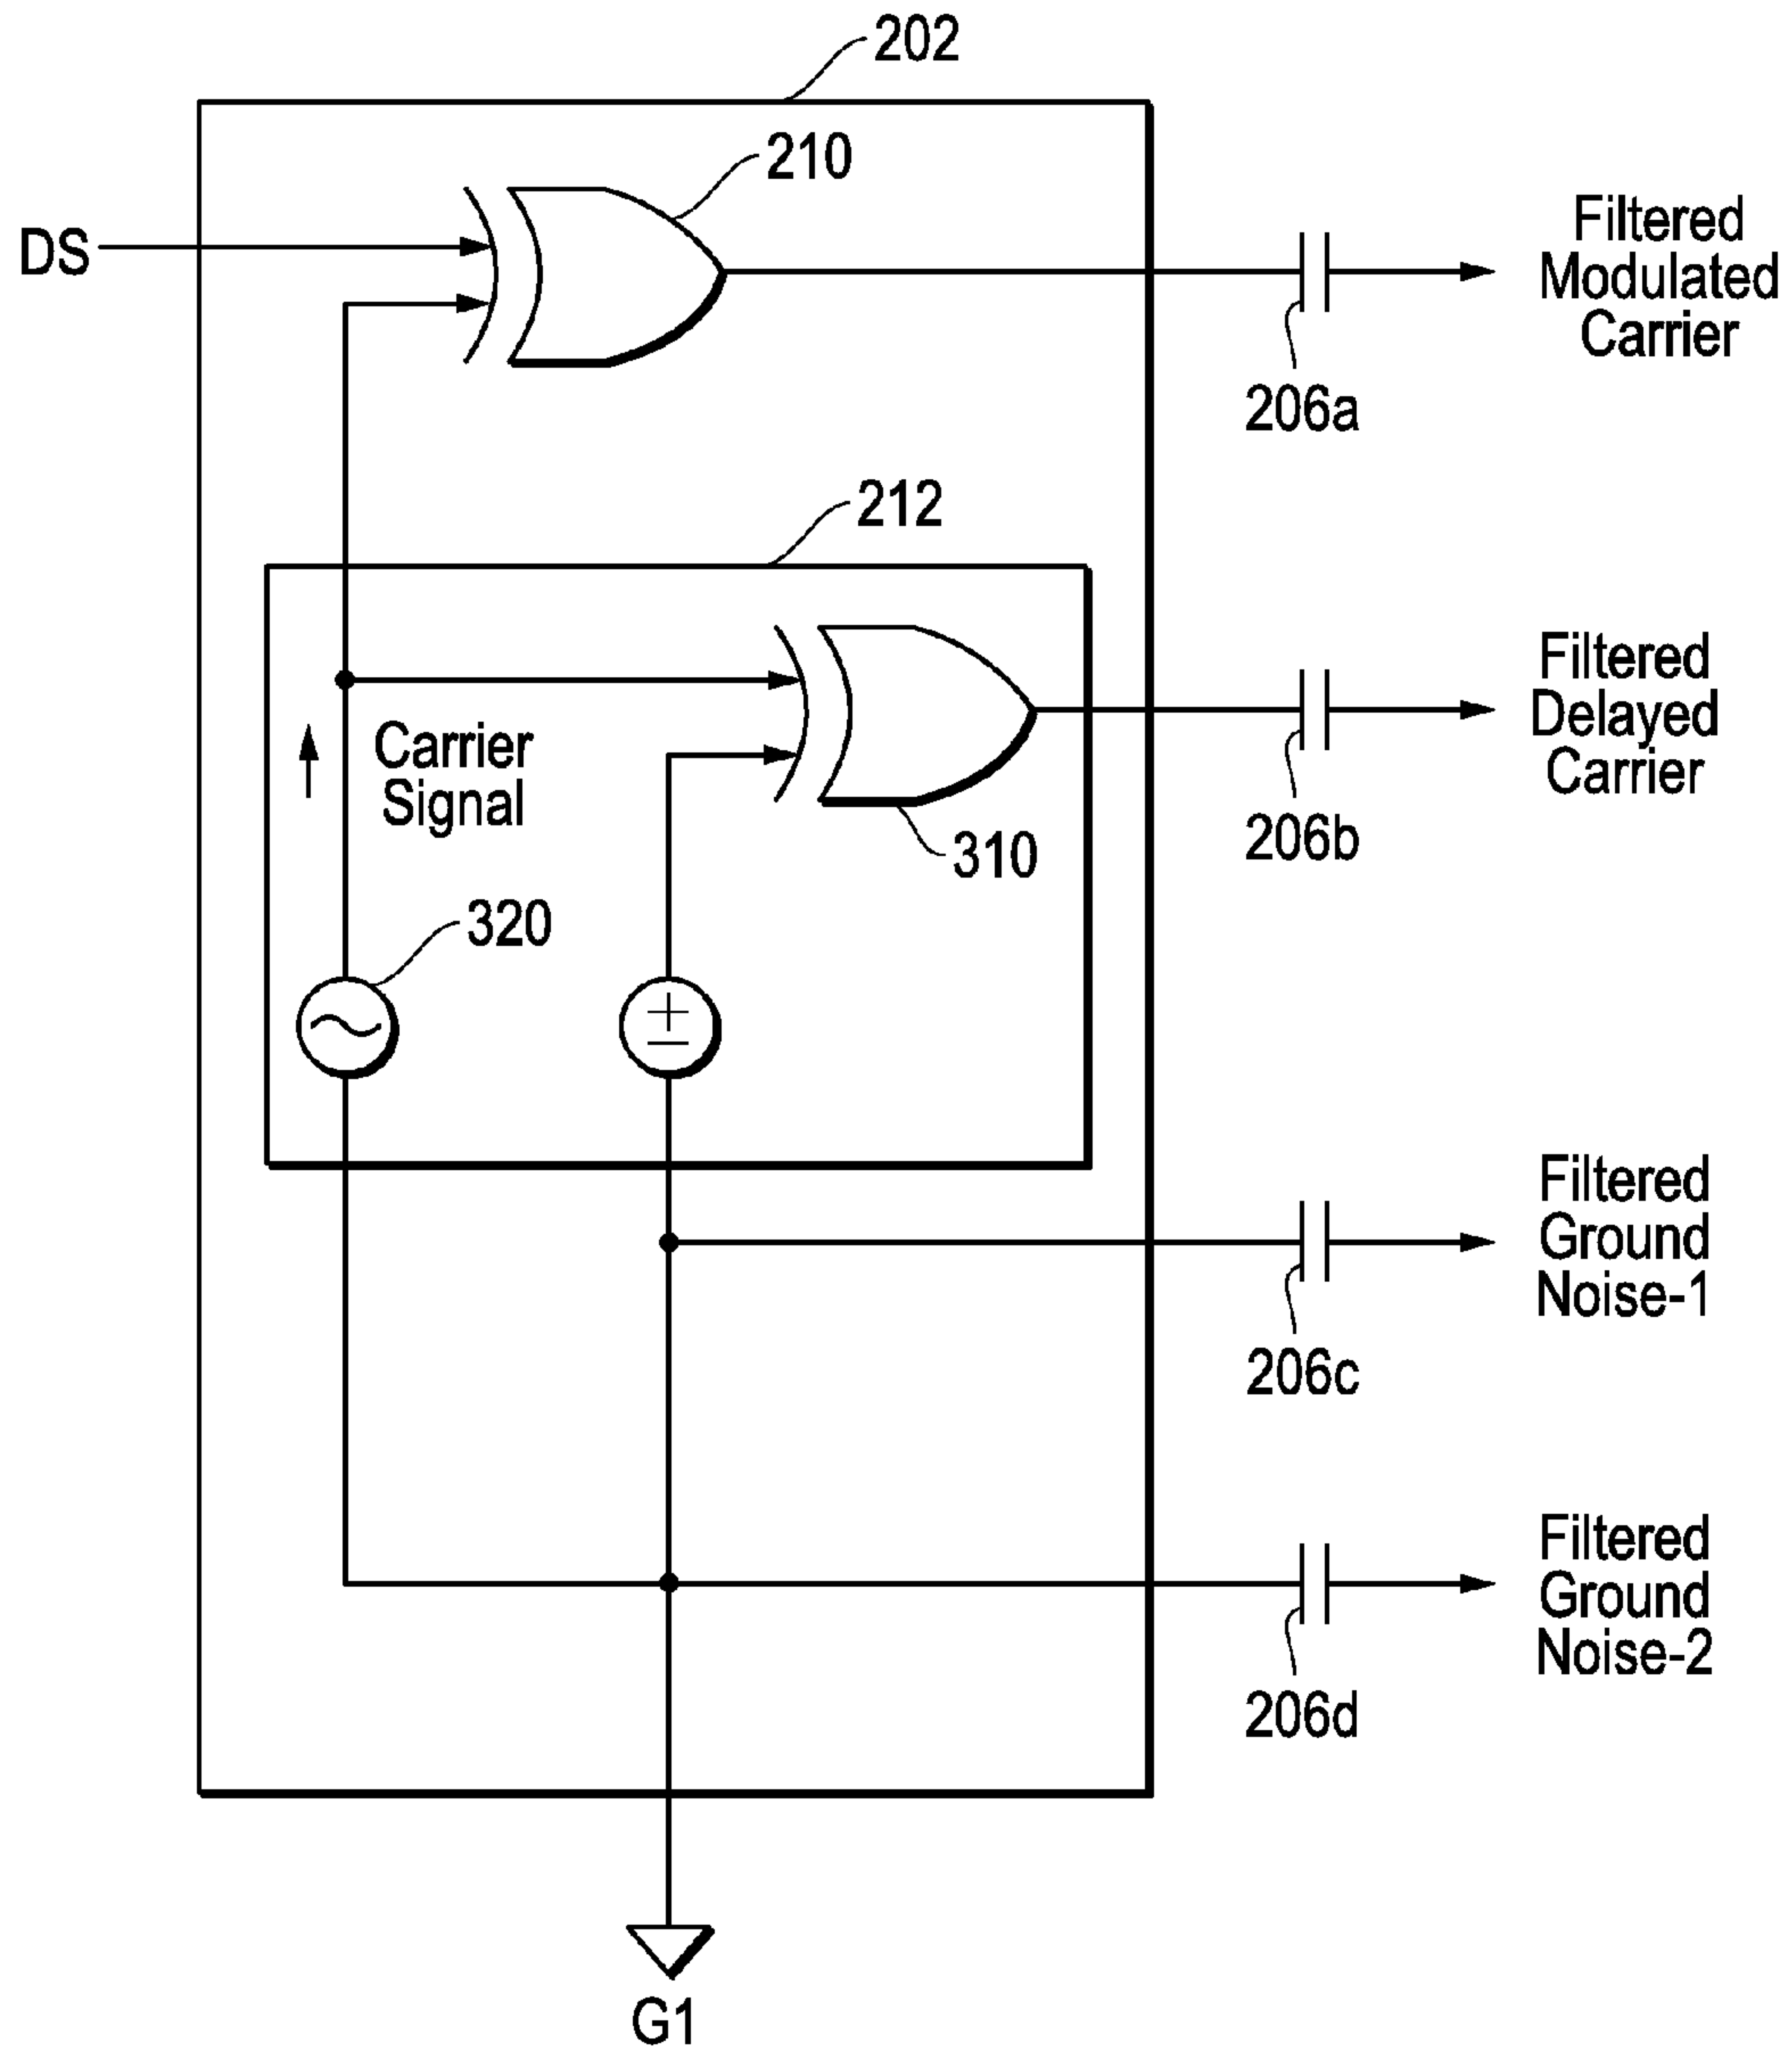 202
210
DS
Filtered
Modulated
Carrier
206a
212
Filtered
Delayed
Carrier
Carrier
Signal
206b
310
320
+
−
Filtered
Ground
Noise-1
206c
Filtered
Ground
Noise-2
206d
G1